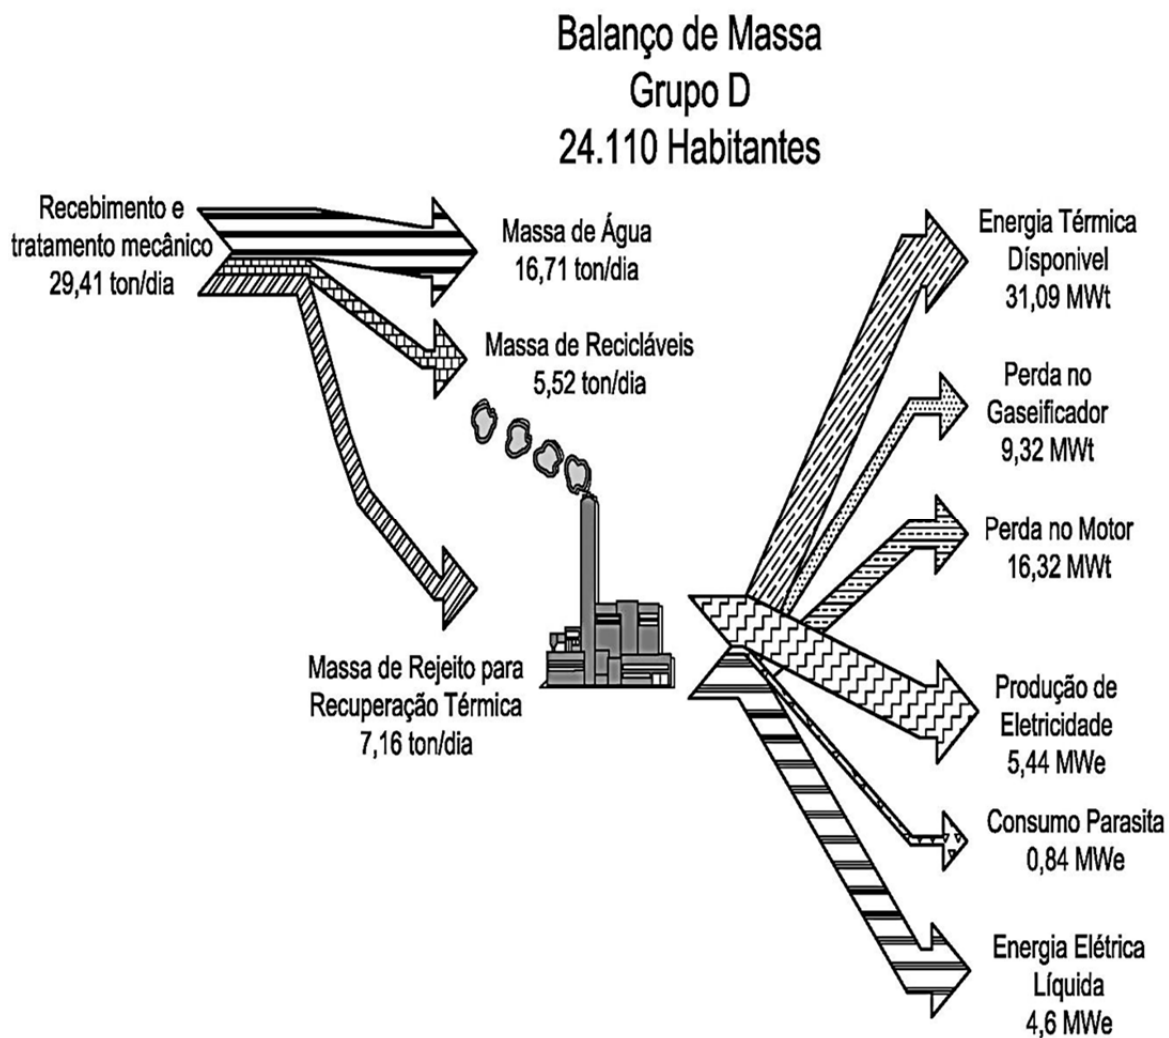 Balanço de Massa
Grupo D
24.110 Habitantes
Recebimento e
tratamento mecânico
29,41 ton/dia
Massa de Água
16,71 ton/dia
Massa de Recicláveis
5,52 ton/dia
Massa de Rejeito para
Recuperação Térmica
7,16 ton/dia
Energia Térmica
Dísponivel
31,09 MWt
Perda no
Gaseificador
9,32 MWt
Perda no Motor
16,32 MWt
Produção de
Eletricidade
5,44 MWe
Consumo Parasita
0,84 MWe
Energia Elétrica
Líquida
4,6 MWe